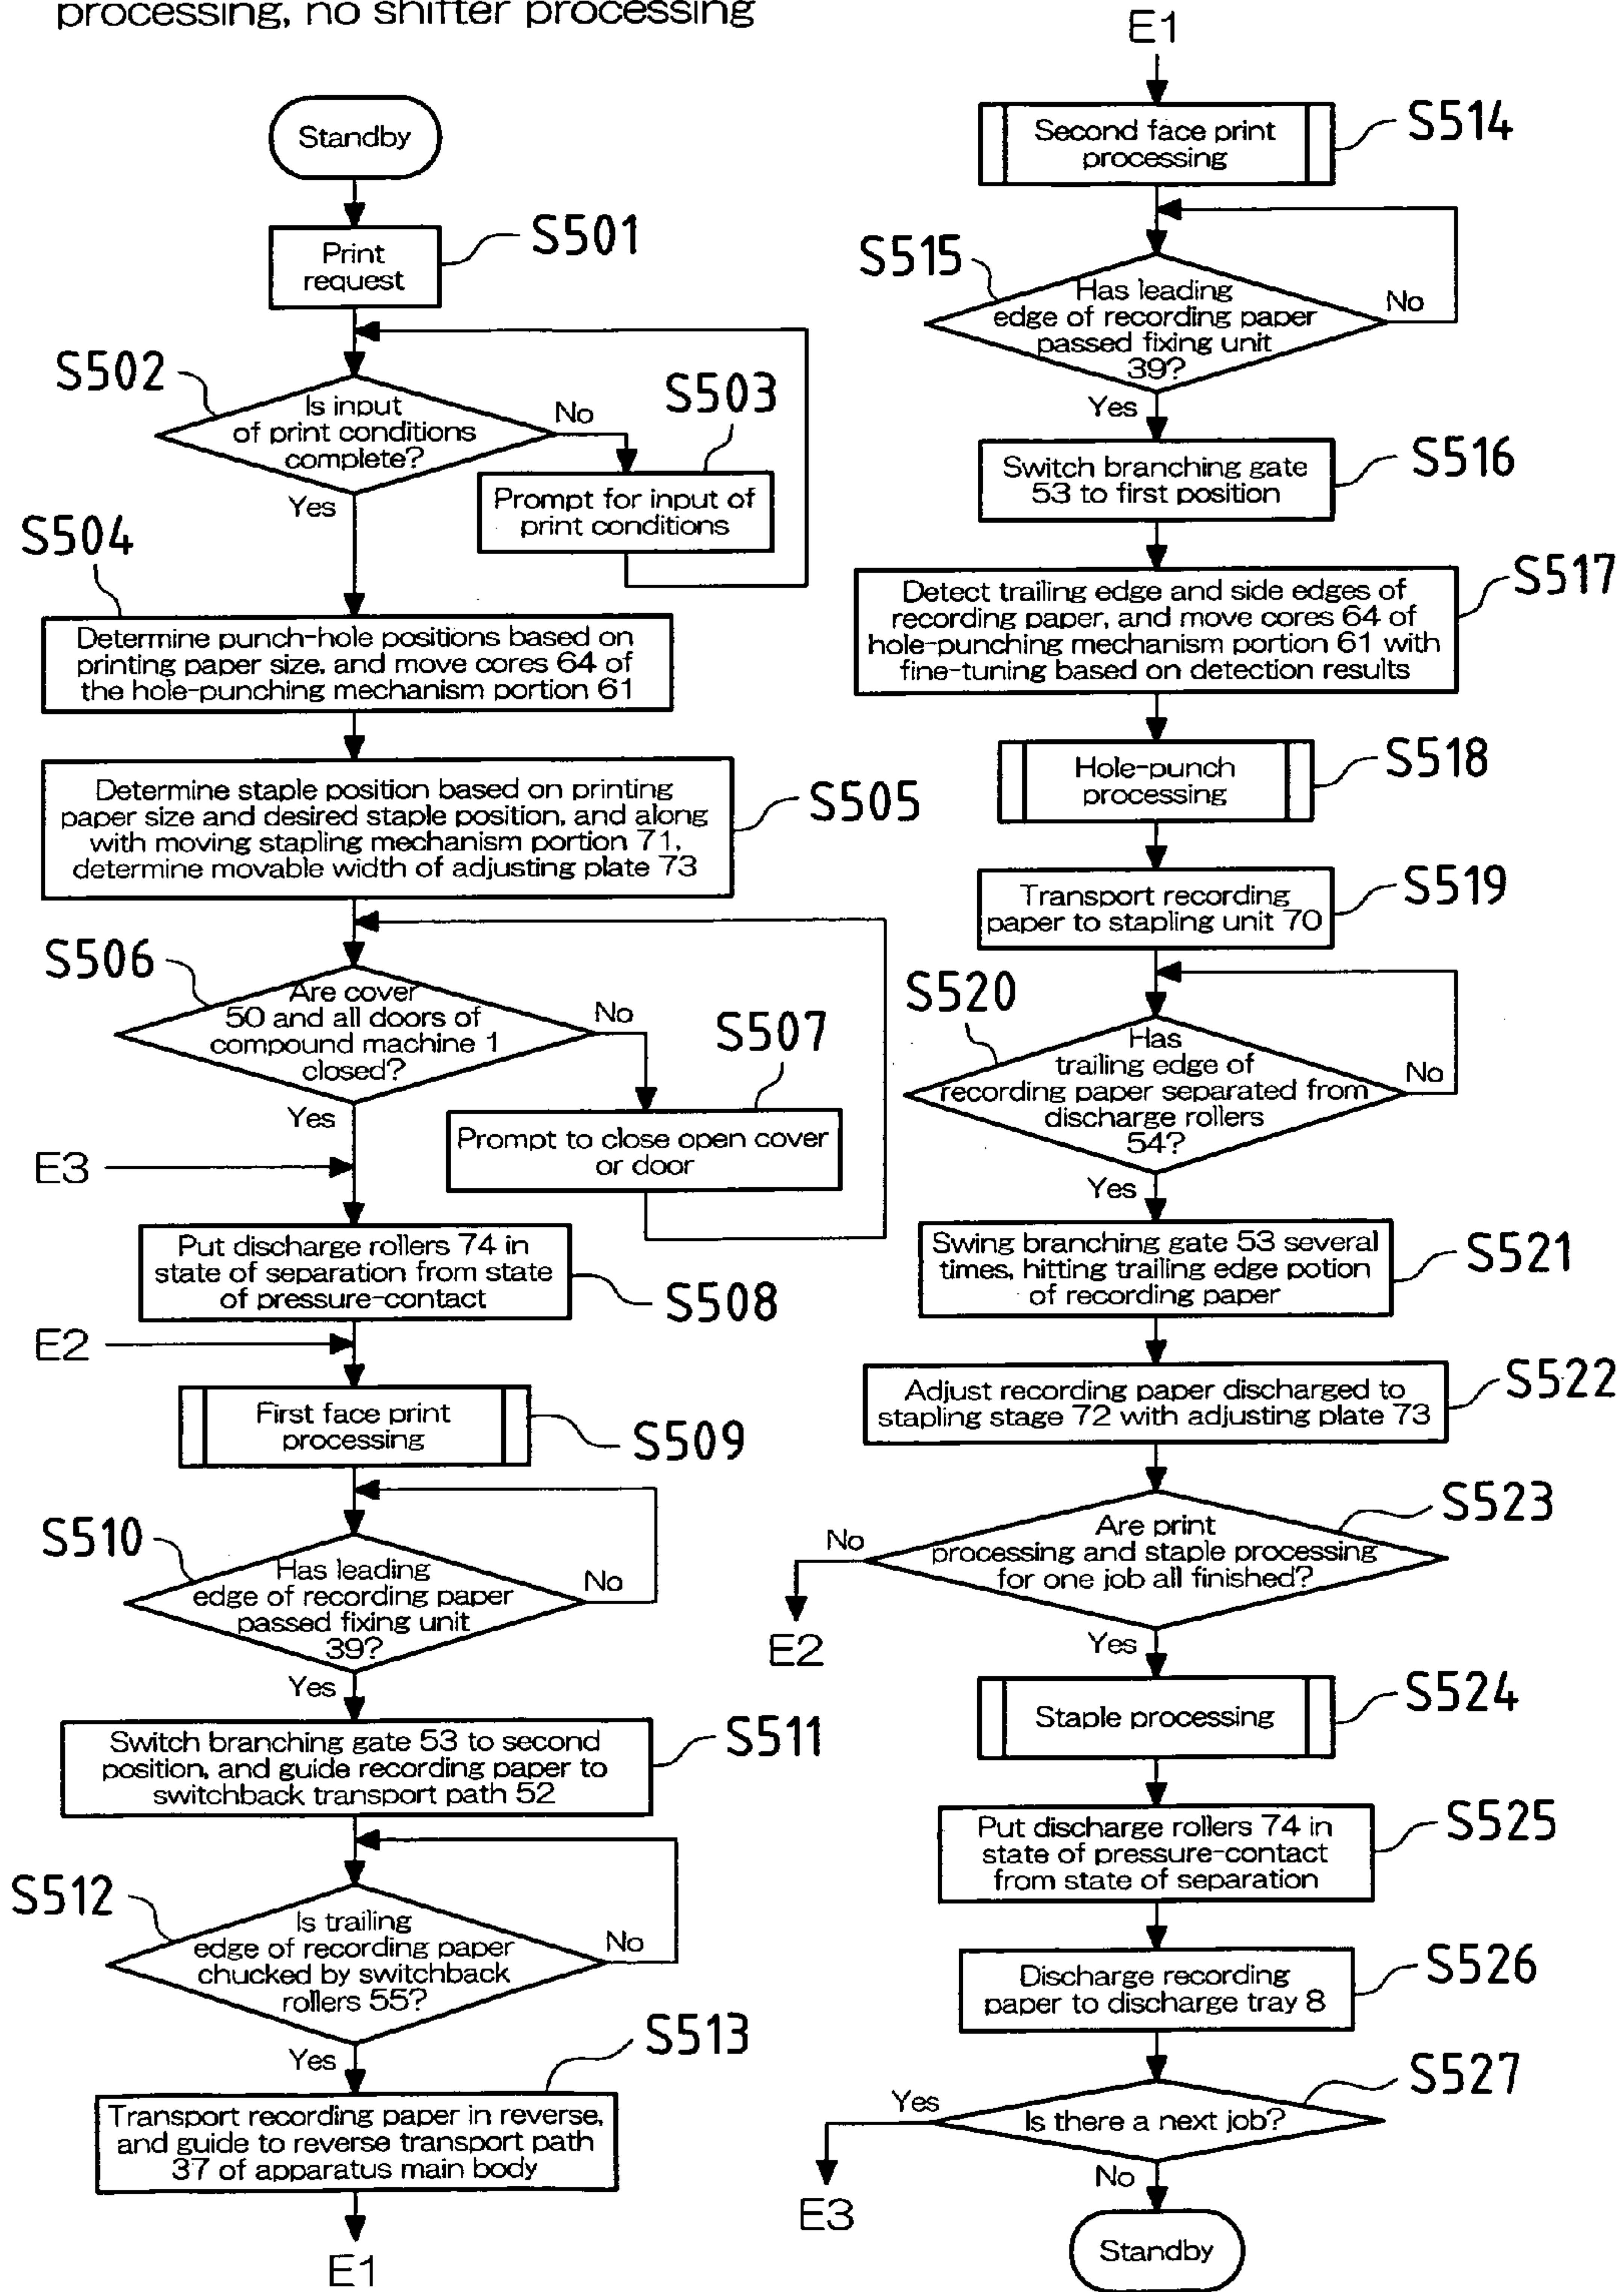 processing, no shifter processing
Standby
Print
request
S501
S502
Is input
of print conditions
complete?
No
Yes
S503
Prompt for input of
print conditions
S504
Determine punch-hole positions based on
printing paper size, and move cores 64 of
the hole-punching mechanism portion 61
Determine staple position based on printing
paper size and desired staple position, and along
with moving stapling mechanism portion 71,
determine movable width of adjusting plate 73
S505
S506
Are cover
50 and all doors of
compound machine 1
closed?
No
Yes
S507
Prompt to close open cover
or door
E3
Put discharge rollers 74 in
state of separation from state
of pressure-contact
S508
E2
First face print
processing
S509
S510
Has leading
edge of recording paper
passed fixing unit
39?
No
Yes
Switch branching gate 53 to second
position, and guide recording paper to
switchback transport path 52
S511
S512
Is trailing
edge of recording paper
chucked by switchback
rollers 55?
No
Yes
S513
Transport recording paper in reverse,
and guide to reverse transport path
37 of apparatus main body
E1
E1
Second face print
processing
S514
S515
Has leading
edge of recording paper
passed fixing unit
39?
No
Yes
Switch branching gate
53 to first position
S516
Detect trailing edge and side edges of
recording paper, and move cores 64 of
hole-punching mechanism portion 61 with
fine-tuning based on detection results
S517
Hole-punch
processing
S518
Transport recording
paper to stapling unit 70
S519
S520
Has
trailing edge of
recording paper separated from
discharge rollers
54?
No
Yes
Swing branching gate 53 several
times, hitting trailing edge potion
of recording paper
S521
Adjust recording paper discharged to
stapling stage 72 with adjusting plate 73
S522
S523
Are print
processing and staple processing
for one job all finished?
No
E2
Yes
Staple processing
S524
Put discharge rollers 74 in
state of pressure-contact
from state of separation
S525
Discharge recording
paper to discharge tray 8
S526
S527
Is there a next job?
Yes
E3
No
Standby